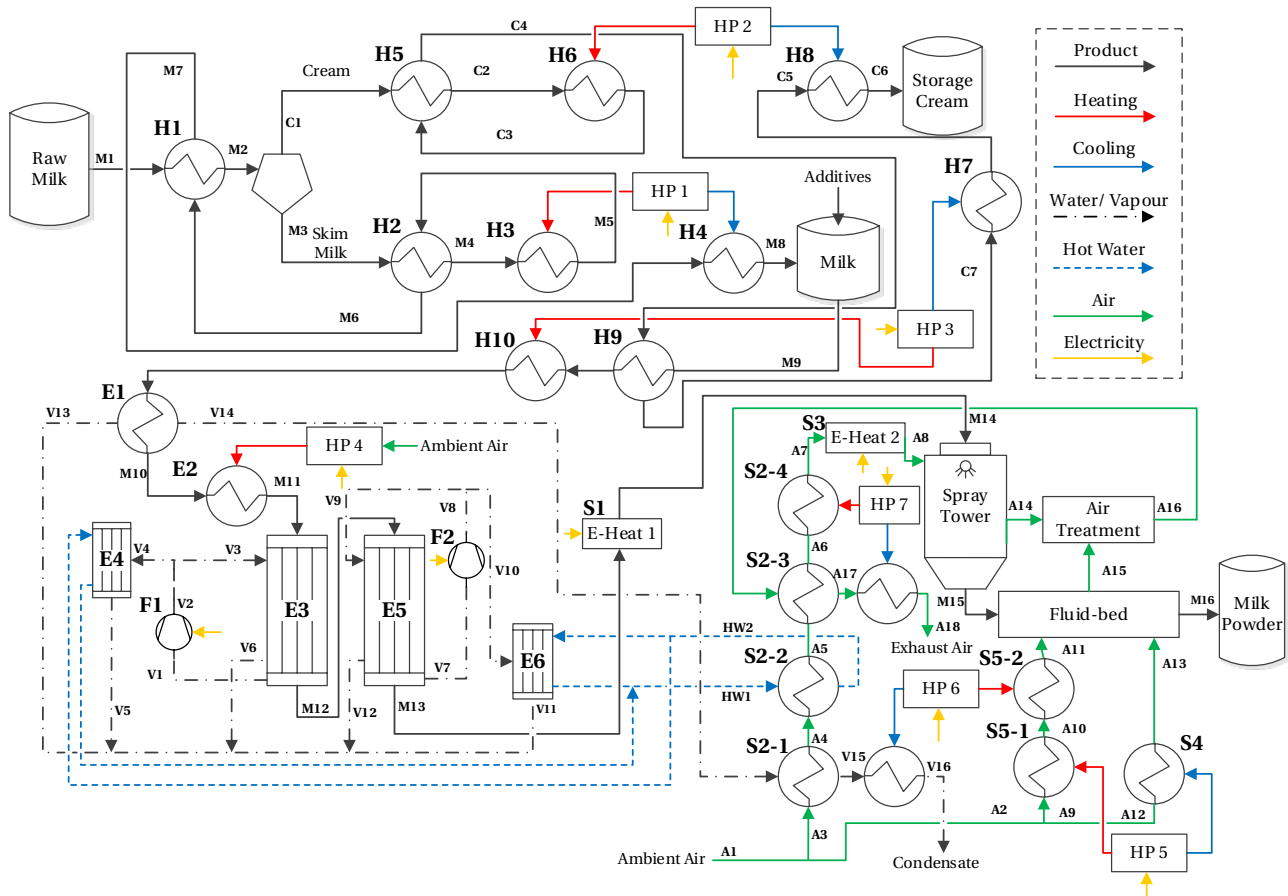 C4
HP 2
H5
H6
H8
Product
M7
Cream
C2
C5
C6
Storage
Cream
Heating
H1
C3
Cooling
Raw
Milk
M1
M2
C1
H7
HP 1
Additives
Water/ Vapour
M3
Skim
Milk
H2
M4
H3
M5
H4
M8
Milk
Hot Water
C7
M6
Air
H10
H9
HP 3
Electricity
M9
E1
V13
V14
M14
S3
E-Heat 2
A8
HP 4
Ambient Air
A7
M10
E2
M11
S2-4
V9
V8
S1
HP 7
Spray
Tower
A14
Air
Treatment
A16
E-Heat 1
F2
A6
E4
V4
V3
V10
S2-3
A17
A15
F1
V2
E3
E5
M15
Fluid-bed
M16
Milk
Powder
A18
Exhaust Air
HW2
E6
V1
V6
V7
S2-2
A5
S5-2
A11
A13
HW1
HP 6
V5
M12
V12
M13
V11
A4
S5-1
A10
S4
S2-1
V15
V16
A3
A2
A9
A12
Ambient Air
A1
Condensate
HP 5